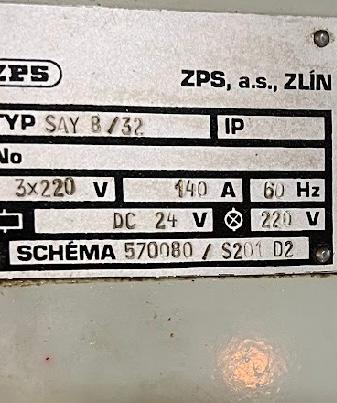 ZPS
ZPS, a.s., ZLÍN
TYP SAY 8/32 IP
No
3×220 V 140 A 60 Hz
DC 24 V 220 V
SCHÉMA 570080 / S201 D2